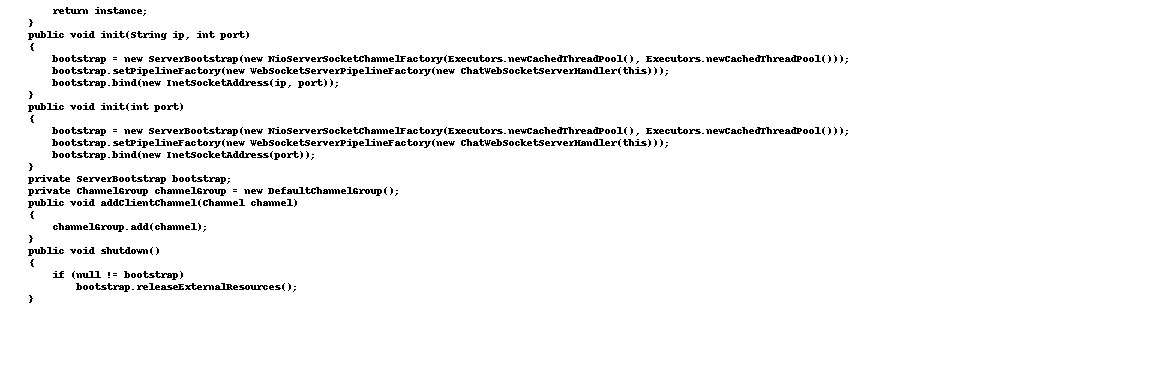 return instance;
}
public void init(String ip, int port)
{
bootstrap = new ServerBootstrap(new NioServerSocketChannelFactory(Executors.newCachedThreadPool(), Executors.newCachedThreadPool()));
bootstrap.setPipelineFactory(new WebSocketServerPipelineFactory(new ChatWebSocketServerHandler(this)));
bootstrap.bind(new InetSocketAddress(ip, port));
}
public void init(int port)
{
bootstrap = new ServerBootstrap(new NioServerSocketChannelFactory(Executors.newCachedThreadPool(), Executors.newCachedThreadPool()));
bootstrap.setPipelineFactory(new WebSocketServerPipelineFactory(new ChatWebSocketServerHandler(this)));
bootstrap.bind(new InetSocketAddress(port));
}
private ServerBootstrap bootstrap;
private ChannelGroup channelGroup = new DefaultChannelGroup();
public void addClientChannel(Channel channel)
{
channelGroup.add(channel);
}
public void shutdown()
{
if (null != bootstrap)
bootstrap.releaseExternalResources();
}